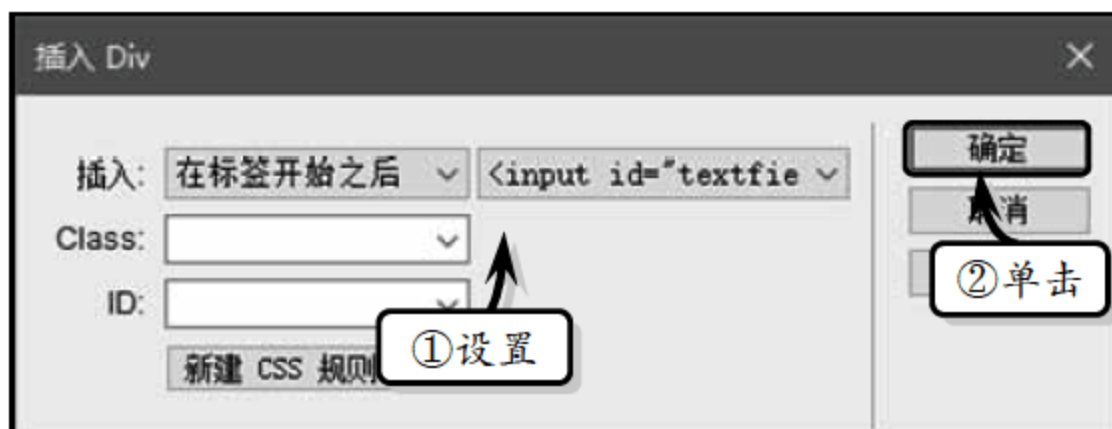 插入 Div
插入: 在标签开始之后 <input id="textfie
确定
消
Class:
②单击
ID:
①设置
新建 CSS 规则